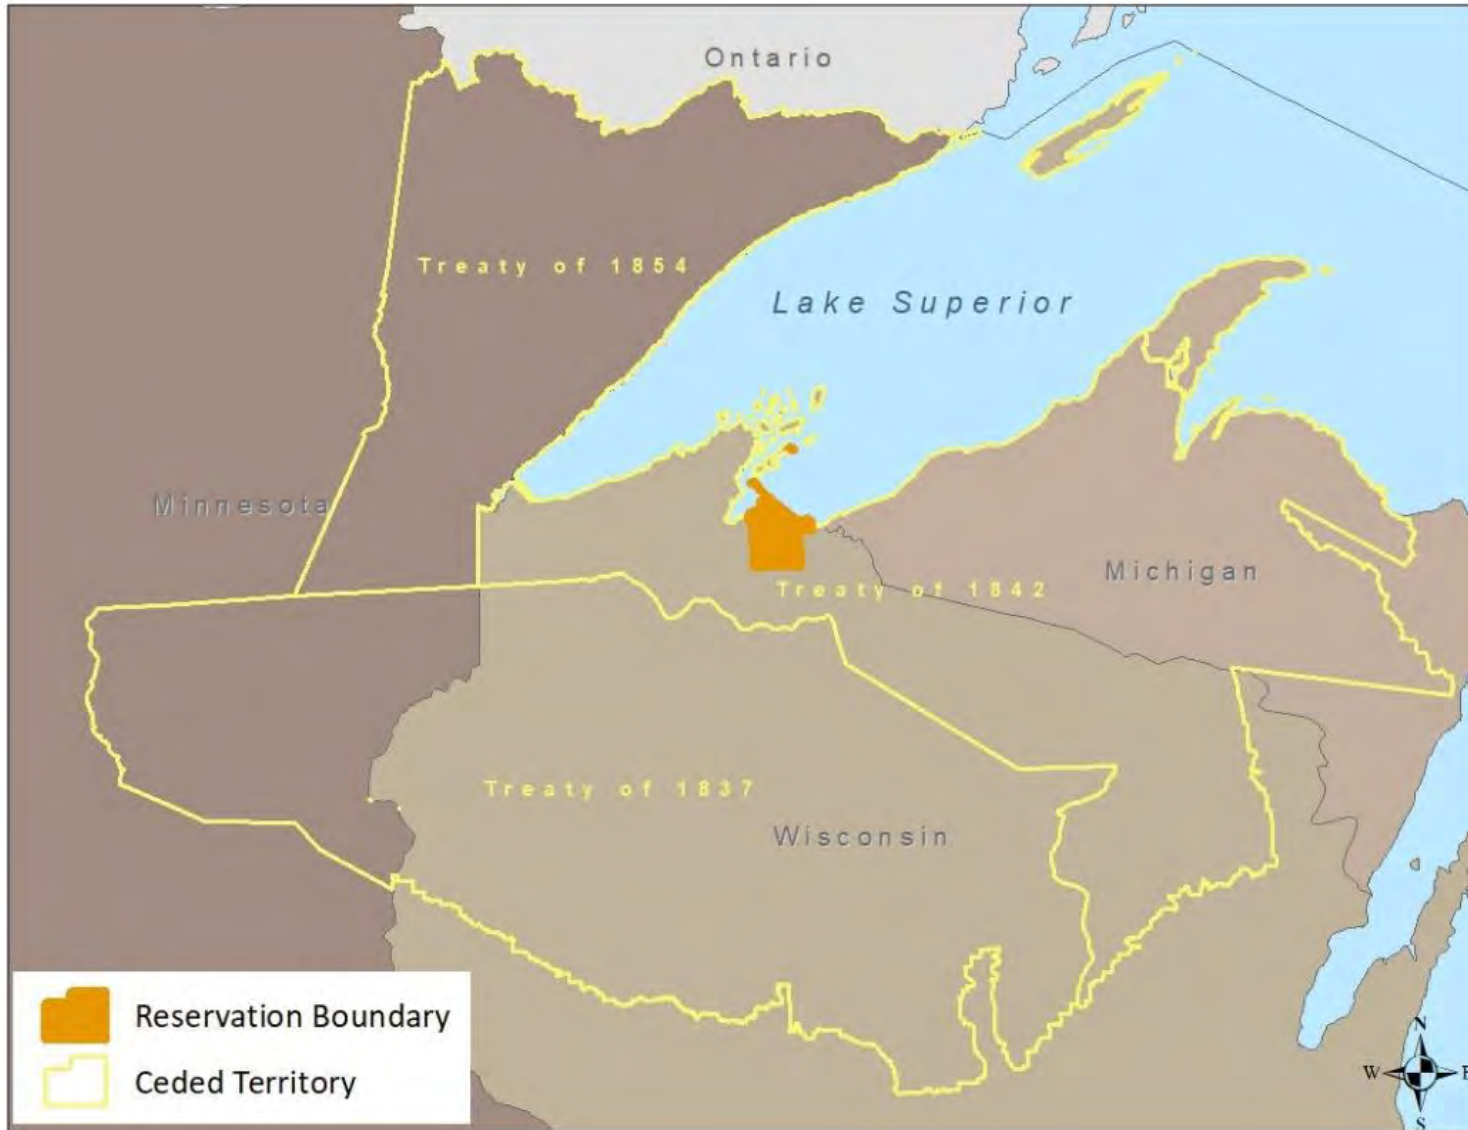 Ontario
Treaty of 1854
Lake Superior
Minnesota
Michigan
Treaty of 1842
Treaty of 1837
Wisconsin
Reservation Boundary
Ceded Territory
N
W E
S